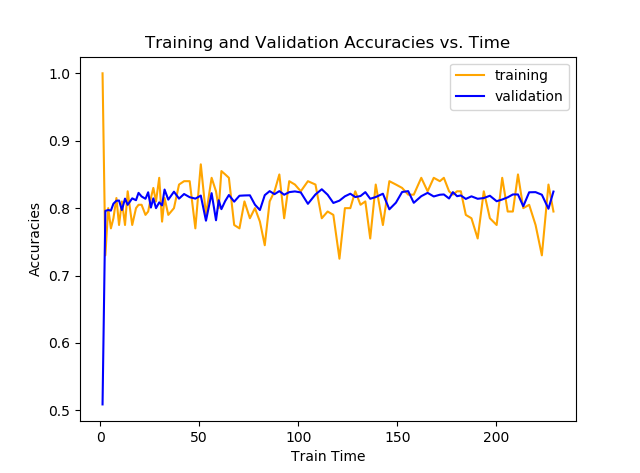 Training and Validation Accuracies vs. Time
training
validation
1.0
0.9
0.8
0.7
0.6
0.5
Accuracies
0 50 100 150 200
Train Time